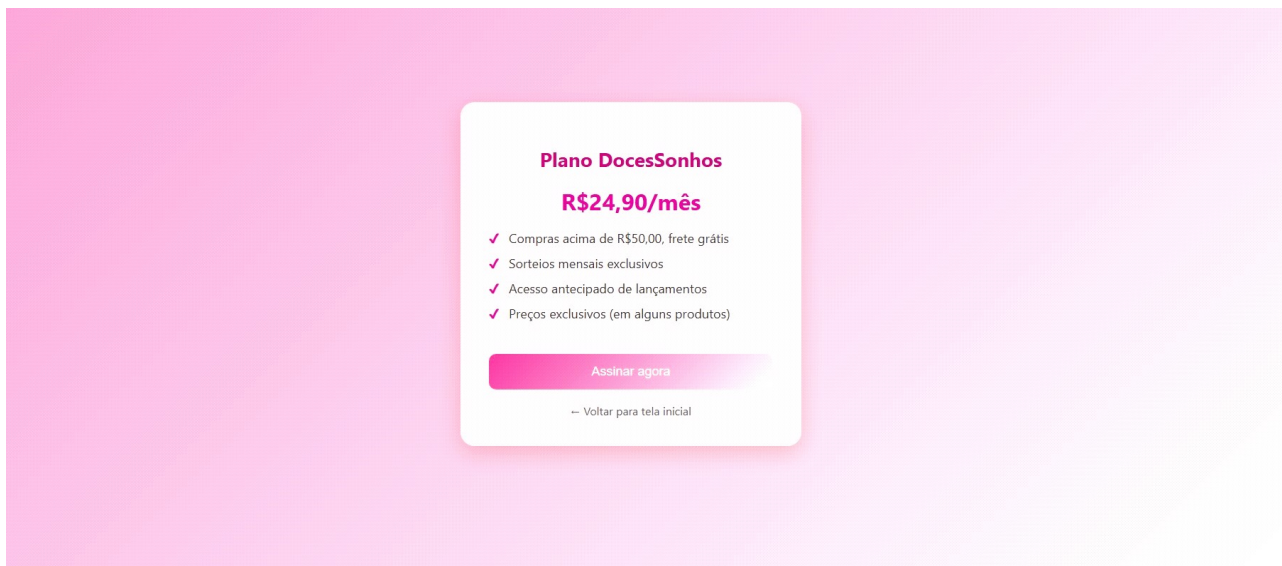 Plano DocesSonhos
R$24,90/mês
✓ Compras acima de R$50,00, frete grátis
✓ Sorteios mensais exclusivos
✓ Acesso antecipado de lançamentos
✓ Preços exclusivos (em alguns produtos)
Assinar agora
← Voltar para tela inicial